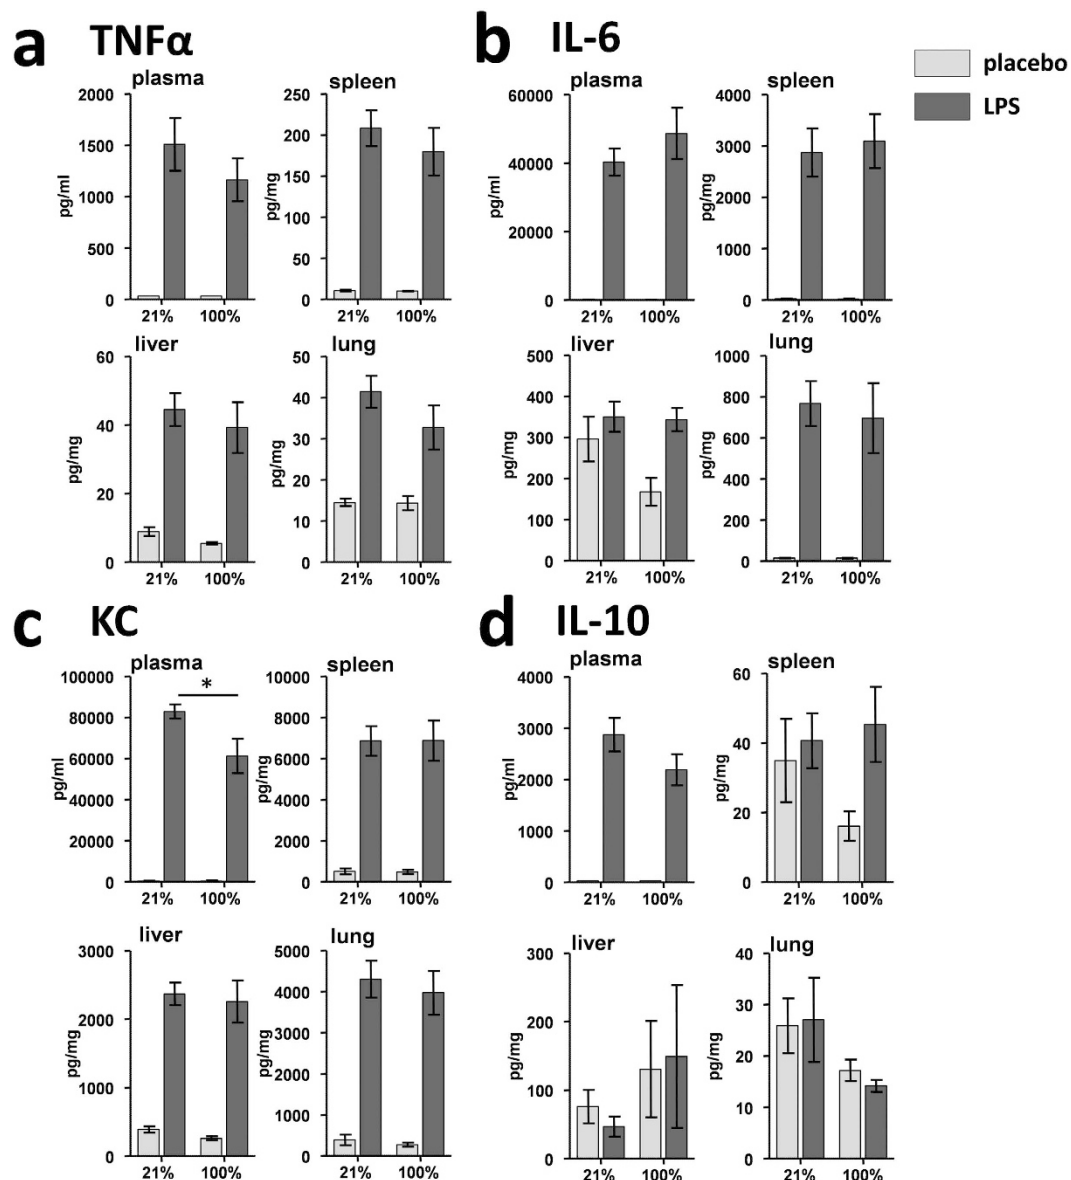 a TNFα
plasma
2000
1500
1000
500
0
pg/ml
21% 100%
spleen
250
200
150
100
50
0
pg/mg
21% 100%
liver
60
40
20
0
pg/mg
21% 100%
lung
50
40
30
20
10
0
pg/mg
21% 100%
b IL-6
plasma
60000
40000
20000
0
pg/ml
21% 100%
spleen
4000
3000
2000
1000
0
pg/mg
21% 100%
liver
500
400
300
200
100
0
pg/mg
21% 100%
lung
1000
800
600
400
200
0
pg/mg
21% 100%
placebo
LPS
c KC
plasma
100000
80000
60000
40000
20000
0
pg/ml
*
21% 100%
spleen
10000
8000
6000
4000
2000
0
pg/mg
21% 100%
liver
3000
2000
1000
0
pg/mg
21% 100%
lung
5000
4000
3000
2000
1000
0
pg/mg
21% 100%
d IL-10
plasma
4000
3000
2000
1000
0
pg/ml
21% 100%
spleen
60
40
20
0
pg/mg
21% 100%
liver
300
200
100
0
pg/mg
21% 100%
lung
40
30
20
10
0
pg/mg
21% 100%